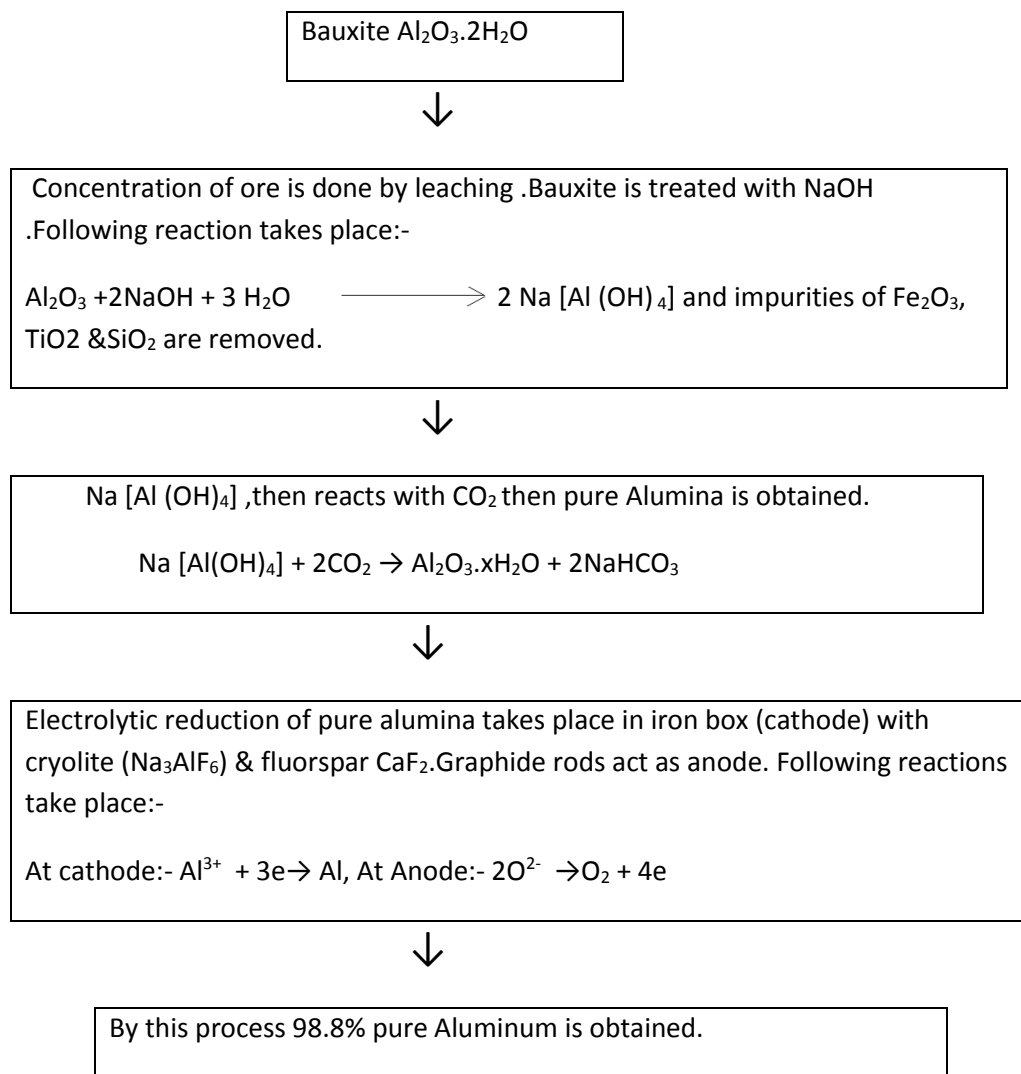 Bauxite Al₂O₃.2H₂O
↓
Concentration of ore is done by leaching .Bauxite is treated with NaOH
.Following reaction takes place:-
Al₂O₃ +2NaOH + 3 H₂O ⟶ 2 Na [Al (OH) ₄] and impurities of Fe₂O₃,
TiO2 &SiO₂ are removed.
↓
Na [Al (OH)₄] ,then reacts with CO₂ then pure Alumina is obtained.
Na [Al(OH)₄] + 2CO₂ → Al₂O₃.xH₂O + 2NaHCO₃
↓
Electrolytic reduction of pure alumina takes place in iron box (cathode) with
cryolite (Na₃AlF₆) & fluorspar CaF₂.Graphide rods act as anode. Following reactions
take place:-
At cathode:- Al³⁺ + 3e→ Al, At Anode:- 2O²⁻ →O₂ + 4e
↓
By this process 98.8% pure Aluminum is obtained.